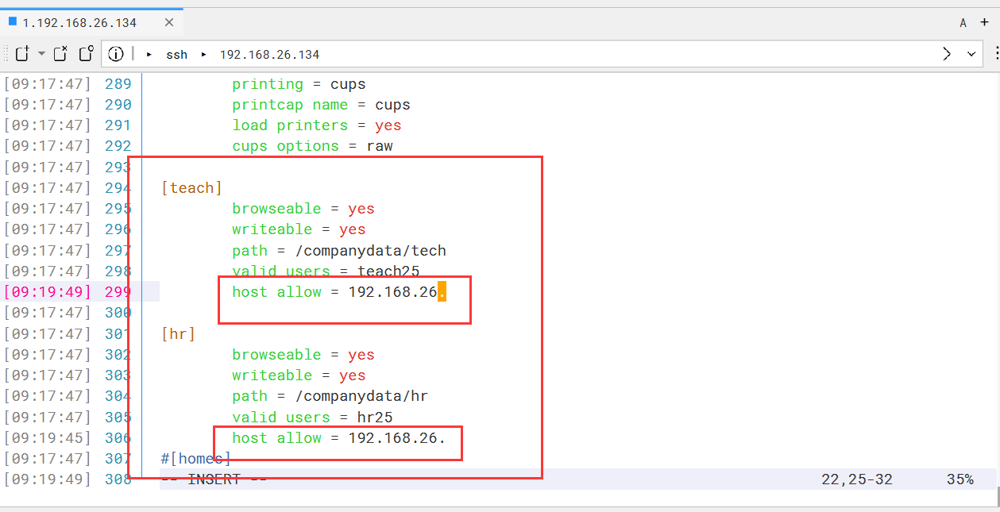 1.192.168.26.134 × A +
ssh 192.168.26.134
[09:17:47] 289 printing = cups
[09:17:47] 290 printcap name = cups
[09:17:47] 291 load printers = yes
[09:17:47] 292 cups options = raw
[09:17:47] 293
[09:17:47] 294 [teach]
[09:17:47] 295 browseable = yes
[09:17:47] 296 writeable = yes
[09:17:47] 297 path = /companydata/tech
[09:17:47] 298 valid users = teach25
[09:19:49] 299 host allow = 192.168.26.
[09:17:47] 300
[09:17:47] 301 [hr]
[09:17:47] 302 browseable = yes
[09:17:47] 303 writeable = yes
[09:17:47] 304 path = /companydata/hr
[09:17:47] 305 valid users = hr25
[09:19:45] 306 host allow = 192.168.26.
[09:17:47] 307 #[homes]
[09:19:49] 308 -- INSERT -- 22,25-32 35%